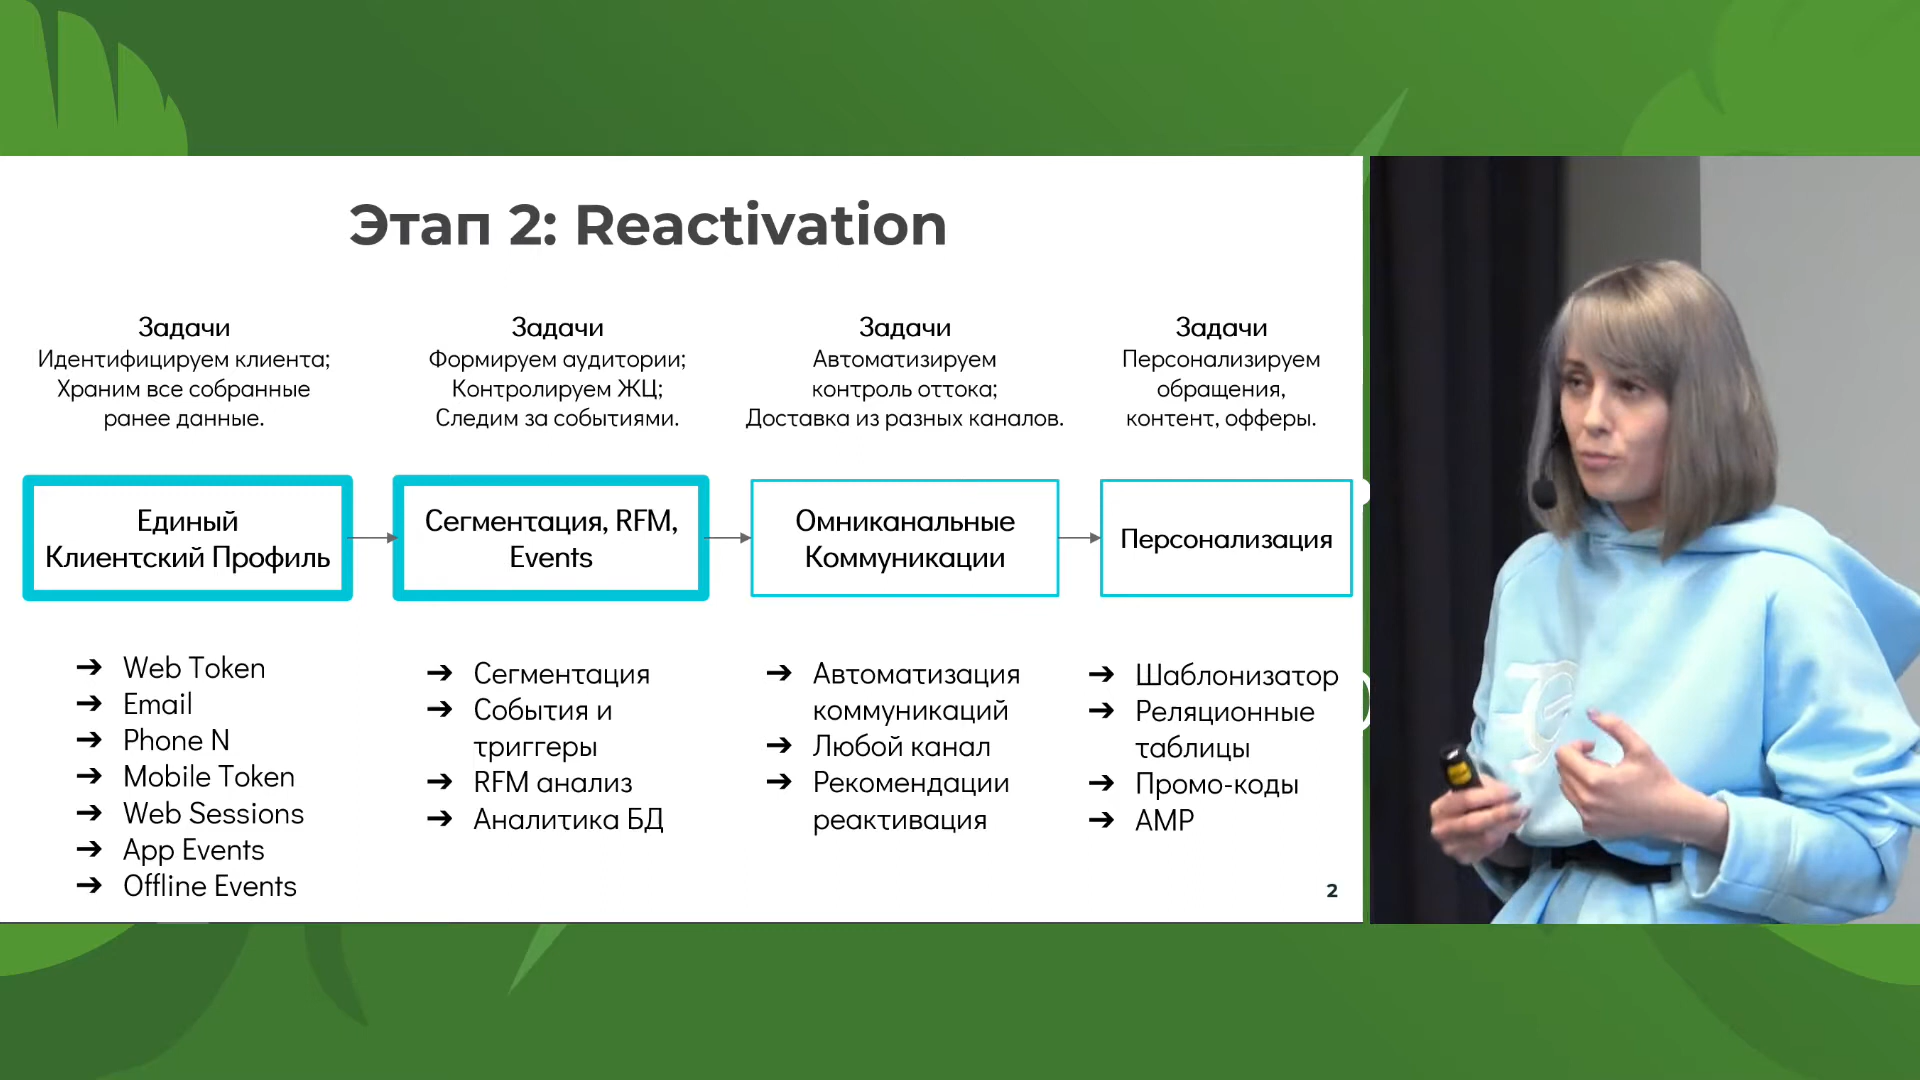 Этап 2: Reactivation
Задачи
Идентифицируем клиента;
Храним все собранные
ранее данные.
Задачи
Формируем аудитории;
Контролируем ЖЦ;
Следим за событиями.
Задачи
Автоматизируем
контроль оттока;
Доставка из разных каналов.
Задачи
Персонализируем
обращения,
контент, офферы.
Единый
Клиентский Профиль
Сегментация, RFM,
Events
Омниканальные
Коммуникации
Персонализация
➔ Web Token
➔ Email
➔ Phone N
➔ Mobile Token
➔ Web Sessions
➔ App Events
➔ Offline Events
➔ Сегментация
➔ События и
триггеры
➔ RFM анализ
➔ Аналитика БД
➔ Автоматизация
коммуникаций
➔ Любой канал
➔ Рекомендации
реактивация
➔ Шаблонизатор
➔ Реляционные
таблицы
➔ Промо-коды
➔ AMP
2